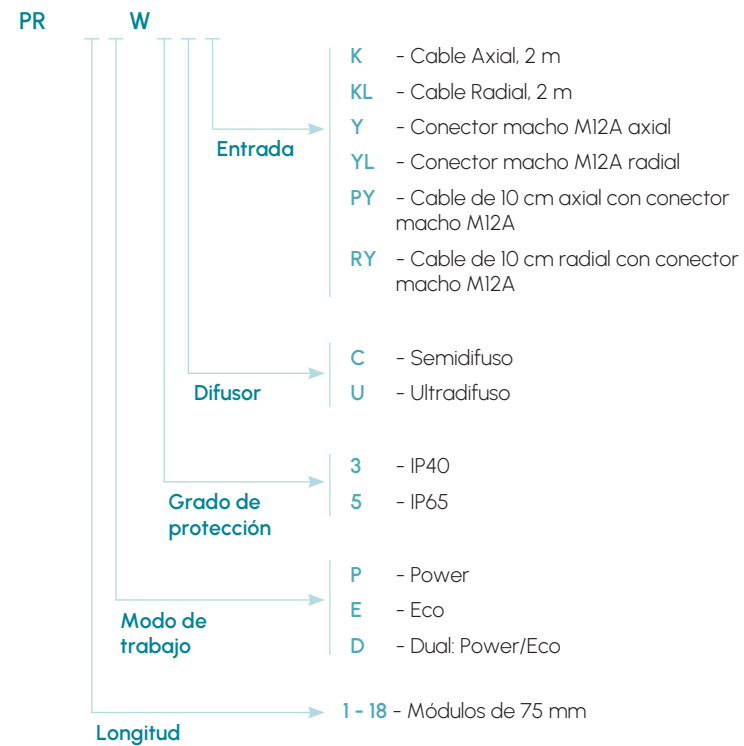 PR W
K - Cable Axial, 2 m
KL - Cable Radial, 2 m
Y - Conector macho M12A axial
Entrada
YL - Conector macho M12A radial
PY - Cable de 10 cm axial con conector
macho M12A
RY - Cable de 10 cm radial con conector
macho M12A
C - Semidifuso
Difusor
U - Ultradifuso
3 - IP40
Grado de
protección
5 - IP65
P - Power
E - Eco
Modo de
trabajo
D - Dual: Power/Eco
1 - 18 - Módulos de 75 mm
Longitud